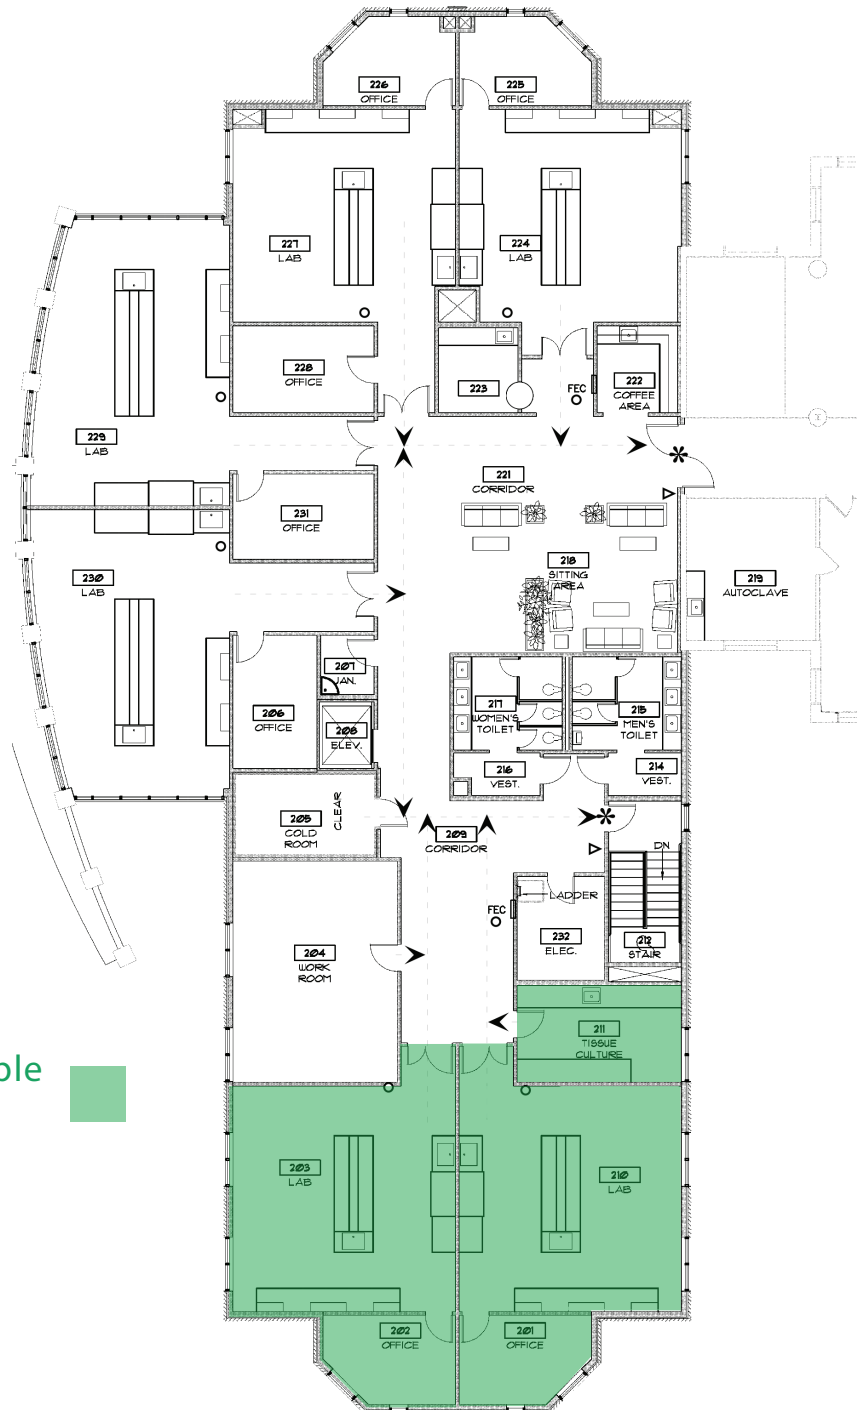 226
OFFICE
225
OFFICE
227
LAB
224
LAB
228
OFFICE
223
FEC
222
COFFEE
AREA
229
LAB
221
CORRIDOR
231
OFFICE
218
SITTING
AREA
230
LAB
219
AUTOCLAVE
207
JAN.
217
WOMEN'S
TOILET
215
MEN'S
TOILET
206
OFFICE
208
ELEV.
216
VEST.
214
VEST.
205
COLD
ROOM
CLEAR
209
CORRIDOR
DN
LADDER
FEC
204
WORK
ROOM
232
ELEC.
212
STAIR
211
TISSUE
CULTURE
203
LAB
210
LAB
202
OFFICE
201
OFFICE